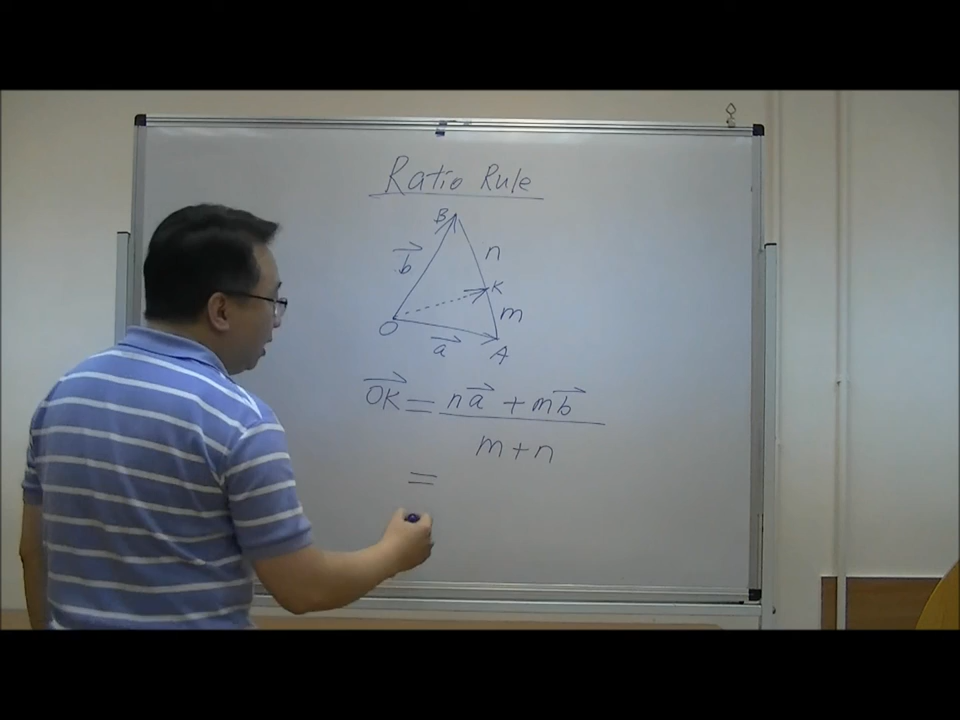 Ratio Rule
B
b n
K
O m
a A
OK = na + mb
m + n
=